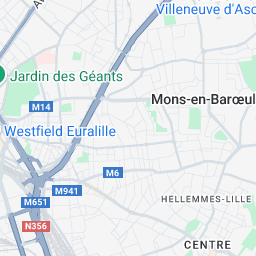 Villeneuve d'Asc
Jardin des Géants
M14
Mons-en-Barœul
Westfield Euralille
M6
M941
M651
HELLEMMES-LILLE
N356
CENTRE